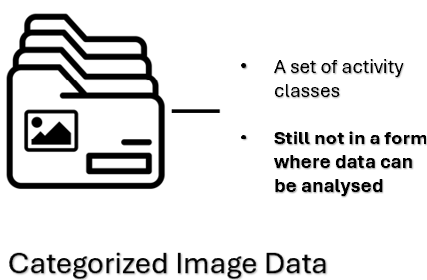 • A set of activity
classes
• Still not in a form
where data can
be analysed
Categorized Image Data